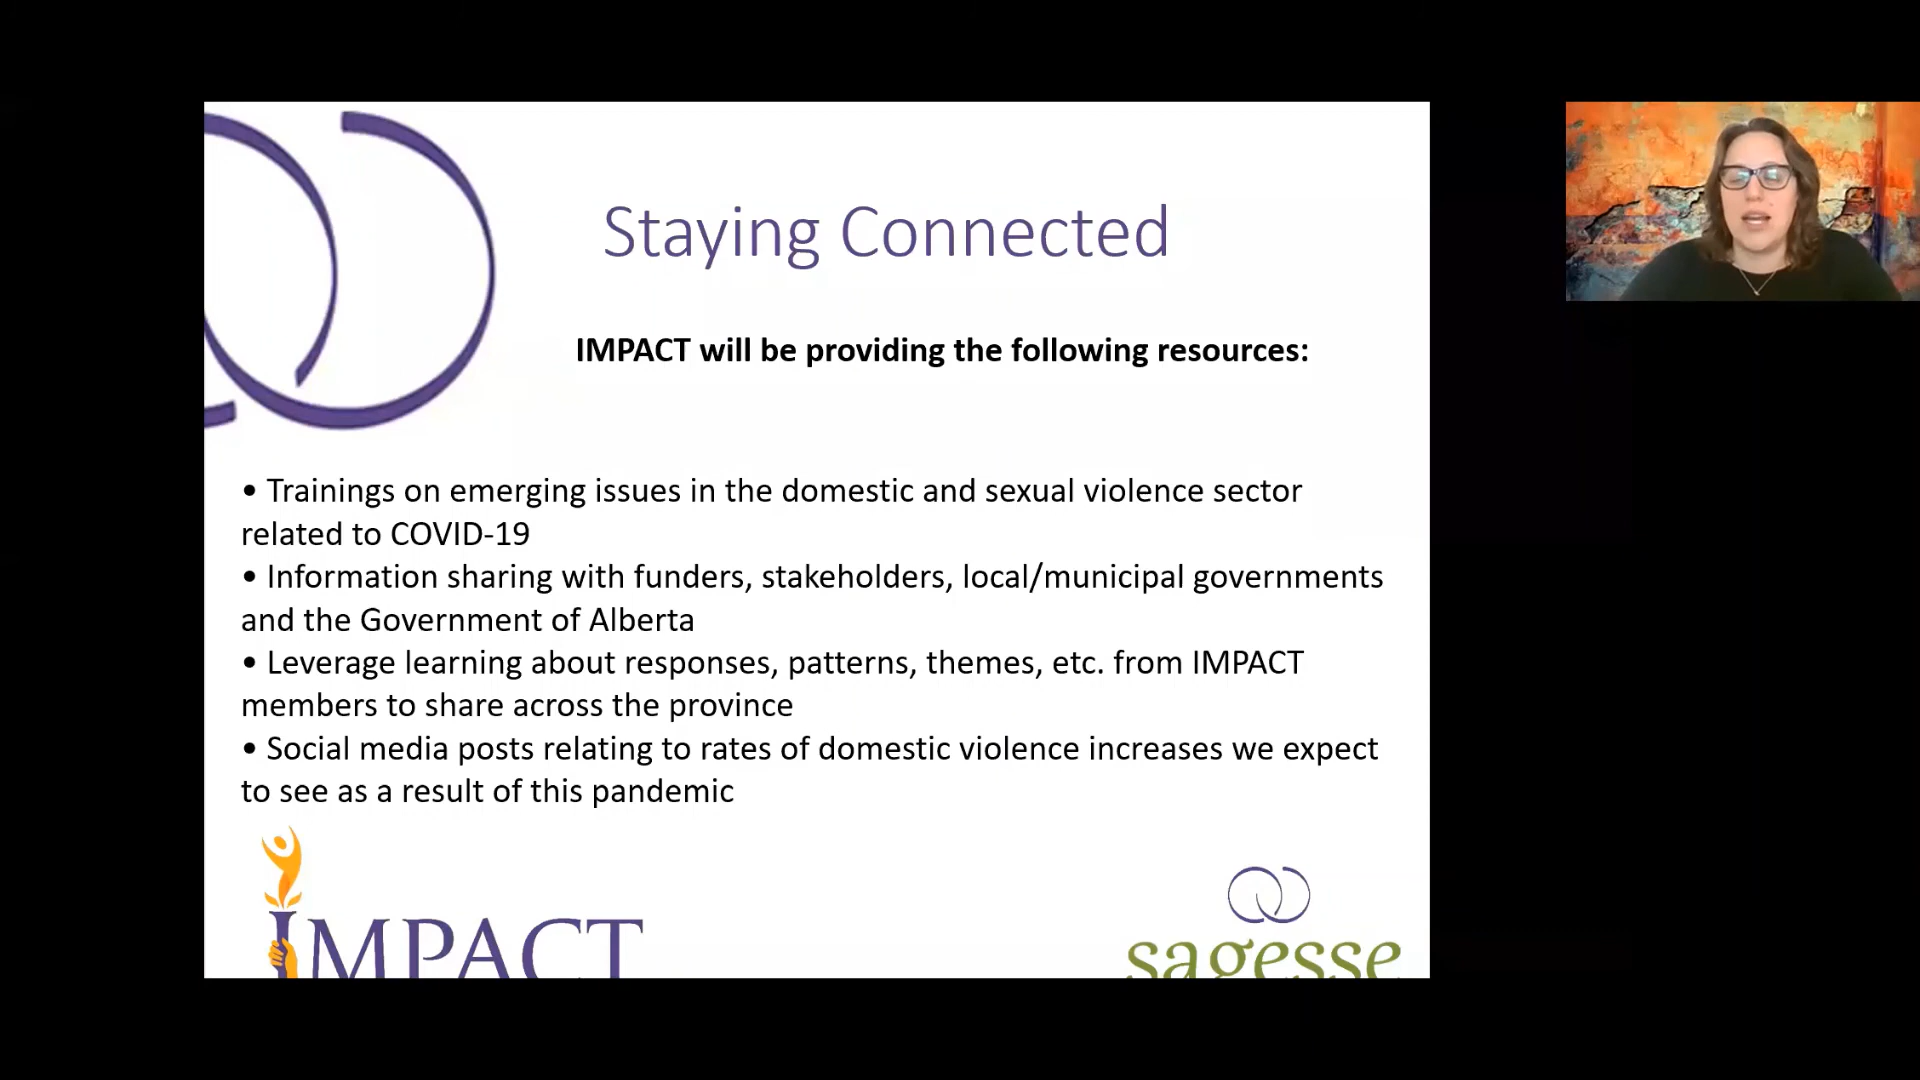 Staying Connected
IMPACT will be providing the following resources:
• Trainings on emerging issues in the domestic and sexual violence sector
related to COVID-19
• Information sharing with funders, stakeholders, local/municipal governments
and the Government of Alberta
• Leverage learning about responses, patterns, themes, etc. from IMPACT
members to share across the province
• Social media posts relating to rates of domestic violence increases we expect
to see as a result of this pandemic
IMPACT
sagesse